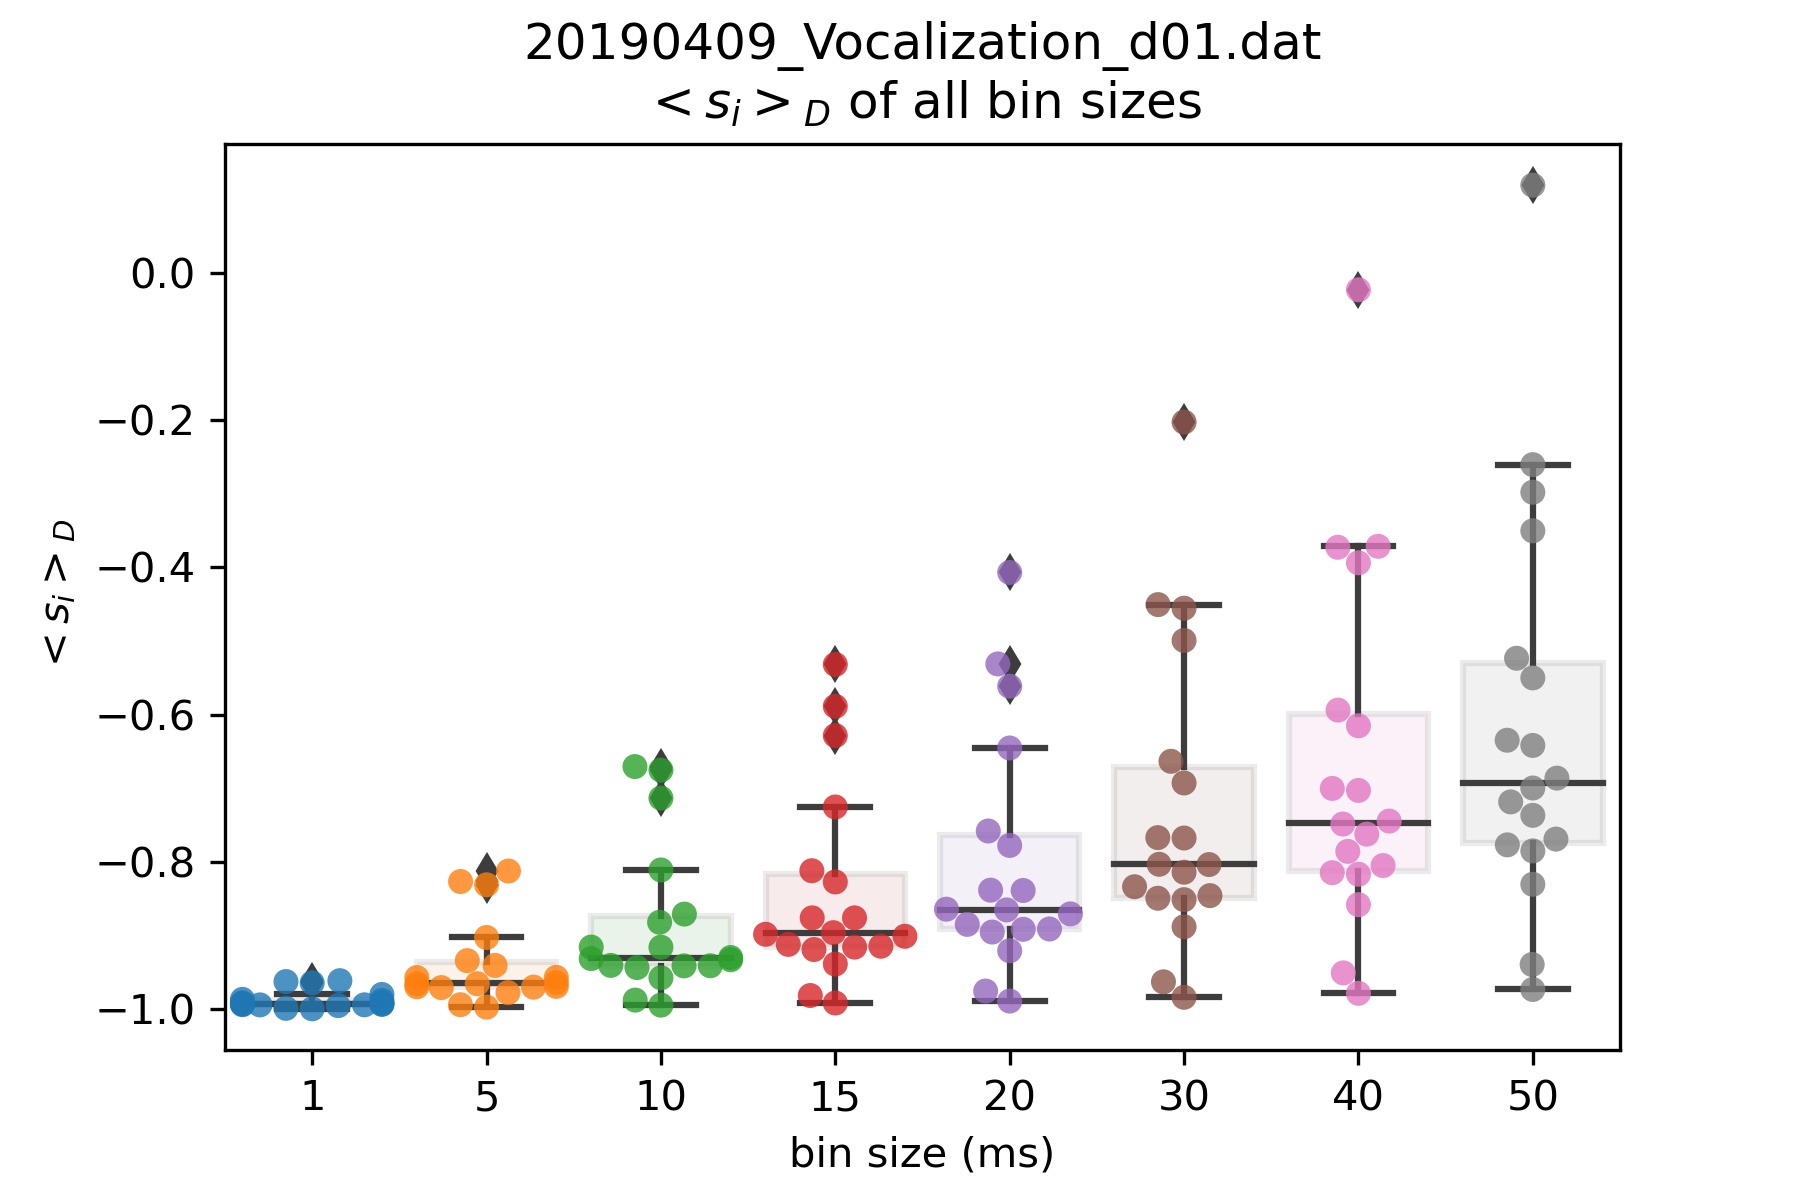 20190409_Vocalization_d01.dat
< s_i >_D of all bin sizes
< s_i >_D
0.0
−0.2
−0.4
−0.6
−0.8
−1.0
1 5 10 15 20 30 40 50
bin size (ms)